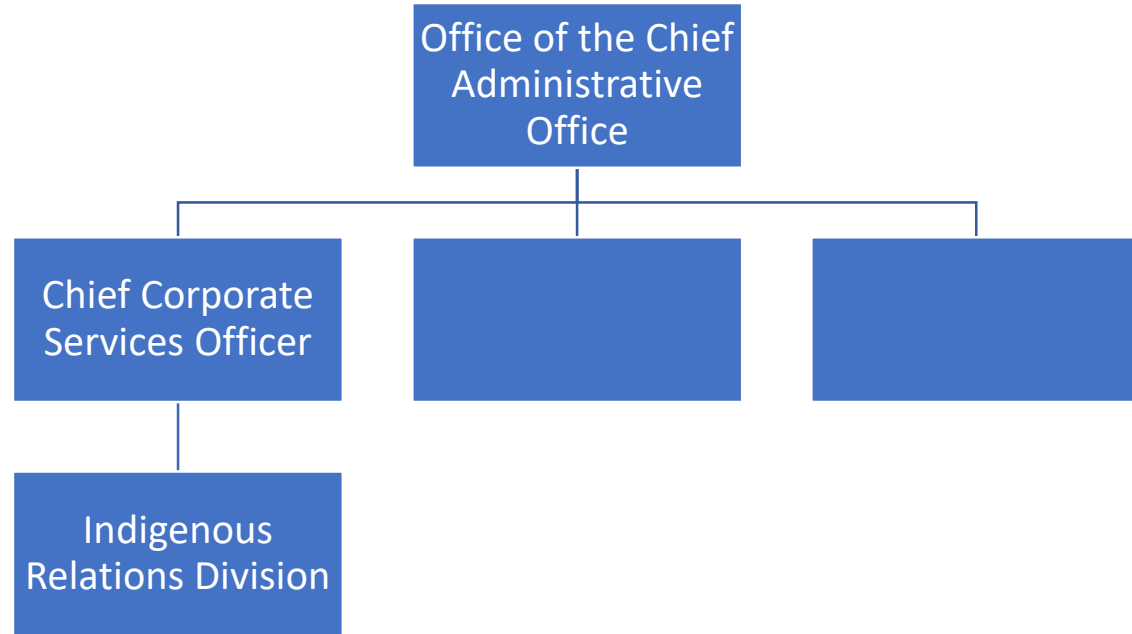 Office of the Chief
Administrative
Office
Chief Corporate
Services Officer
Indigenous
Relations Division